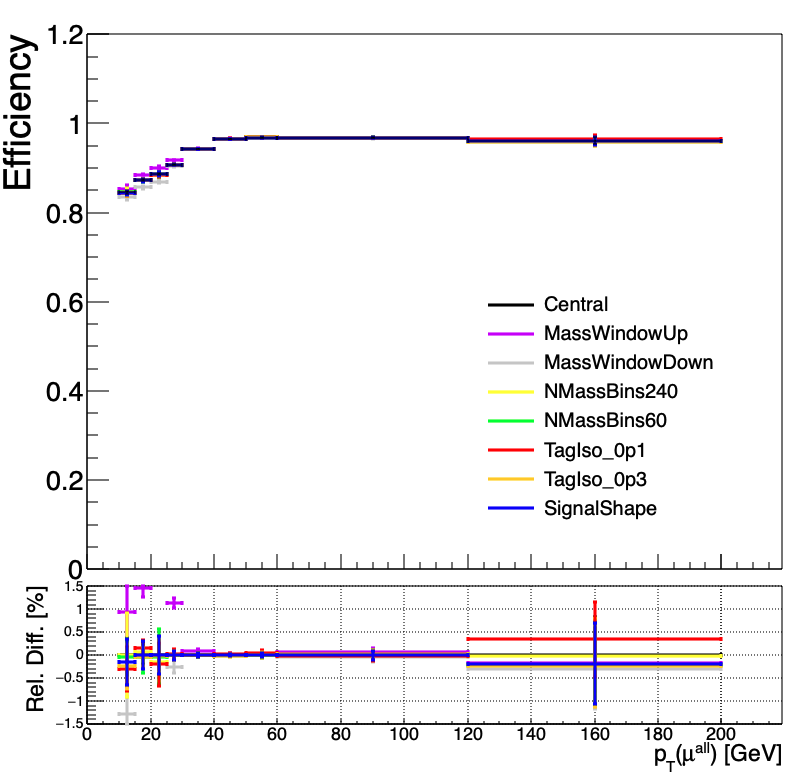 Efficiency
1.2
1
0.8
0.6
0.4
0.2
0
Central
MassWindowUp
MassWindowDown
NMassBins240
NMassBins60
TagIso_0p1
TagIso_0p3
SignalShape
Rel. Diff. [%]
1.5
1
0.5
0
−0.5
−1
−1.5
0 20 40 60 80 100 120 140 160 180 200
p_T(μ^all) [GeV]